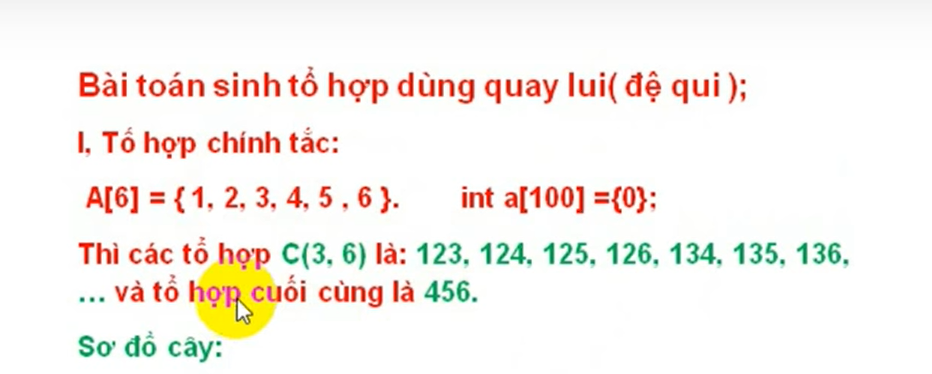 Bài toán sinh tổ hợp dùng quay lui( đệ qui );
I, Tổ hợp chính tắc:
A[6] = { 1, 2, 3, 4, 5 , 6 }. int a[100] ={0};
Thì các tổ hợp C(3, 6) là: 123, 124, 125, 126, 134, 135, 136,
... và tổ hợp cuối cùng là 456.
Sơ đồ cây: